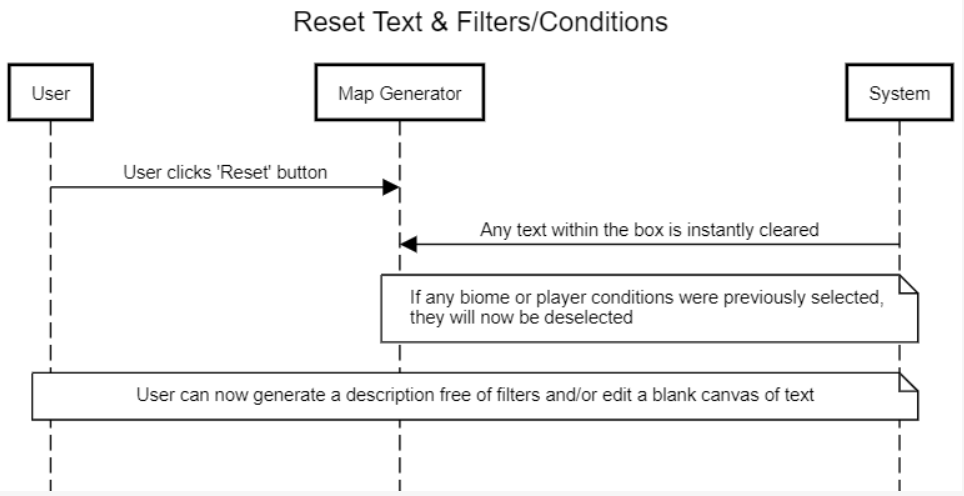 Reset Text & Filters/Conditions
User
Map Generator
System
User clicks 'Reset' button
Any text within the box is instantly cleared
If any biome or player conditions were previously selected,
they will now be deselected
User can now generate a description free of filters and/or edit a blank canvas of text